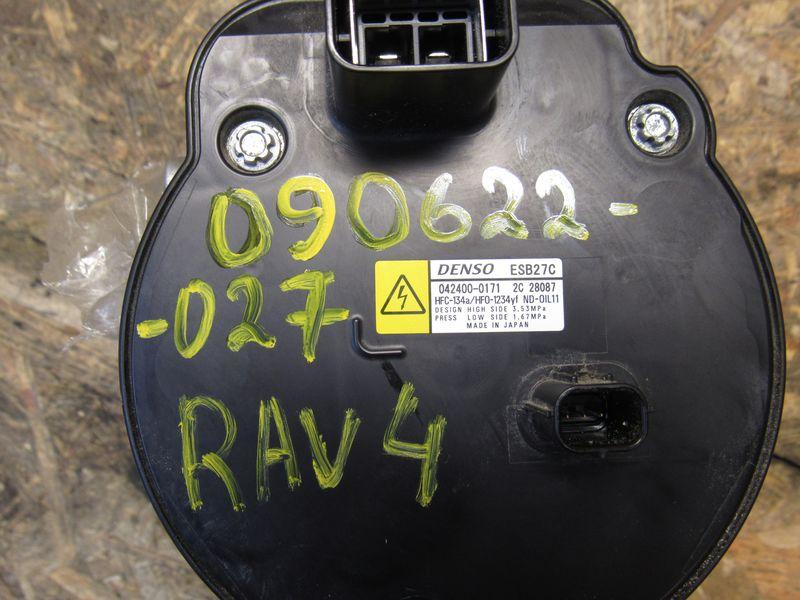 090622-
-027
RAV4
DENSO ESB27C
042400-0171 2C 28087
HFC-134a/HFO-1234yf ND-OIL11
DESIGN HIGH SIDE 3,53MPa
PRESS LOW SIDE 1,67MPa
MADE IN JAPAN